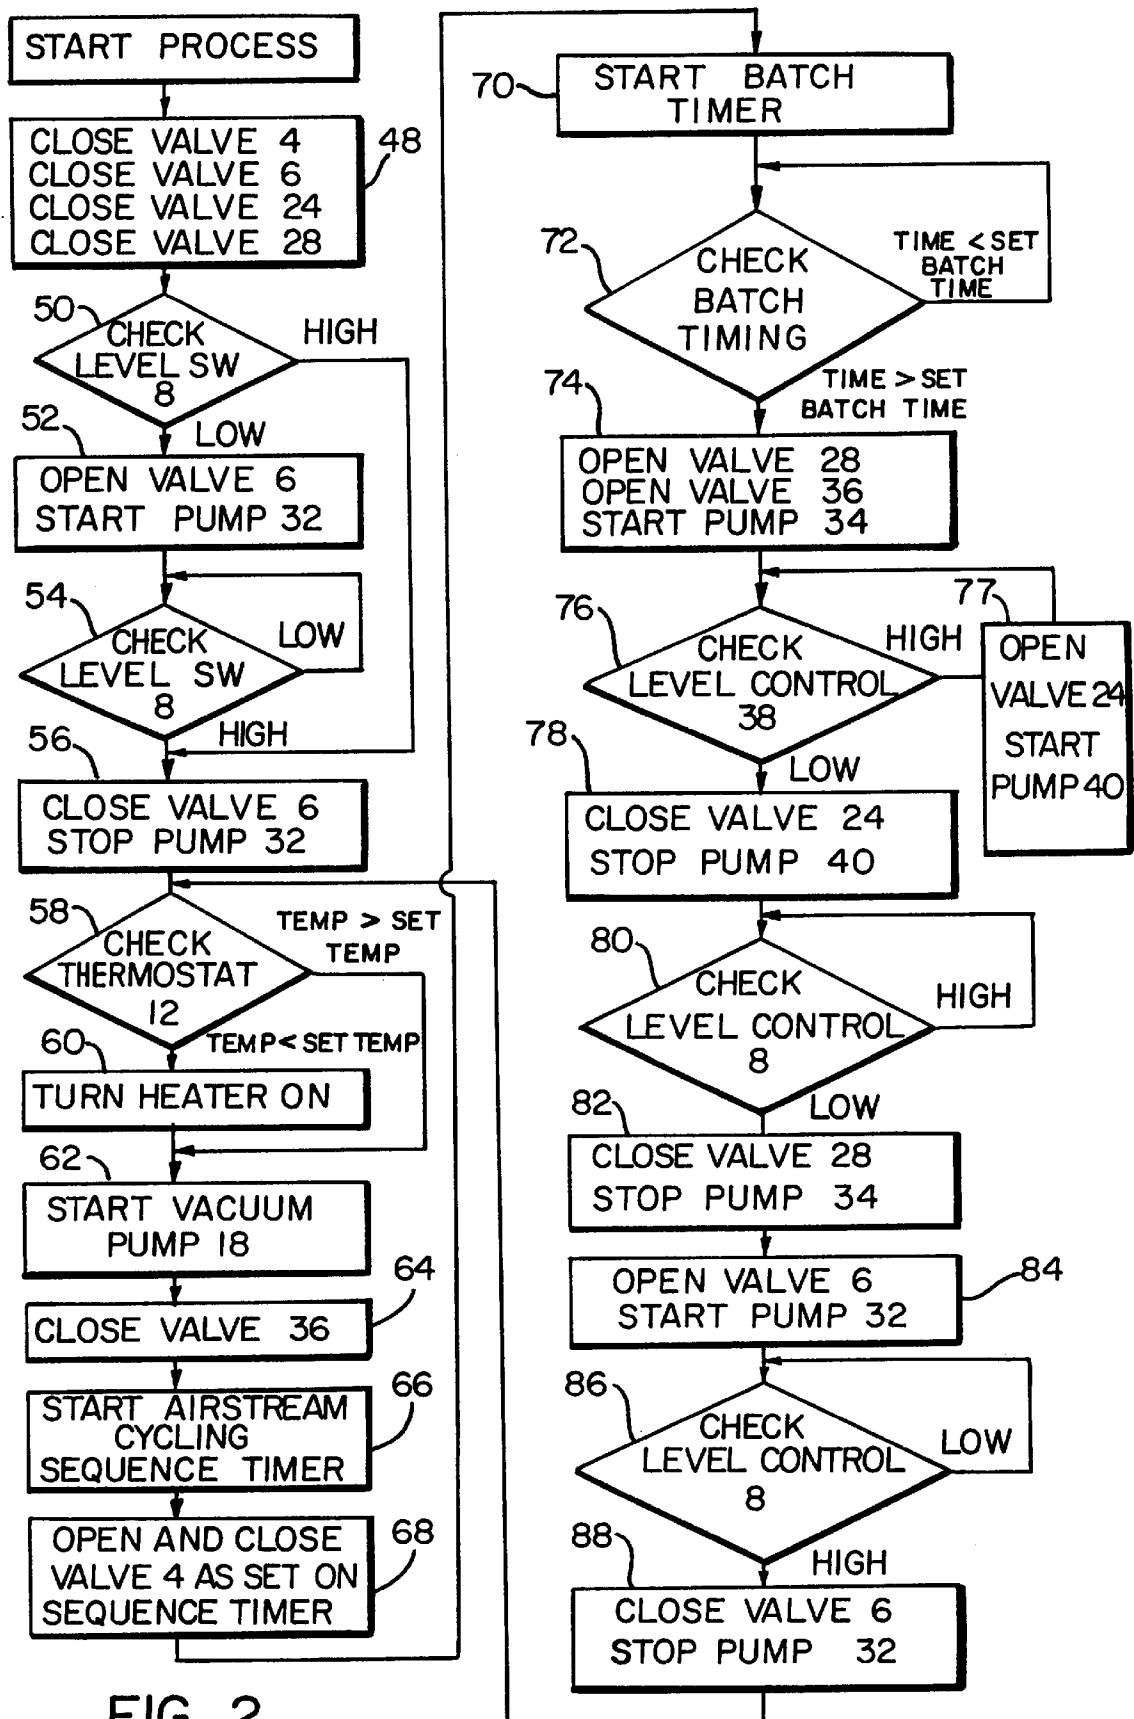 START PROCESS
CLOSE VALVE 4
CLOSE VALVE 6
CLOSE VALVE 24
CLOSE VALVE 28
48
50
CHECK
LEVEL SW
8
HIGH
LOW
52
OPEN VALVE 6
START PUMP 32
54
CHECK
LEVEL SW
8
LOW
HIGH
56
CLOSE VALVE 6
STOP PUMP 32
58
CHECK
THERMOSTAT
12
TEMP > SET
TEMP
TEMP < SET TEMP
60
TURN HEATER ON
62
START VACUUM
PUMP 18
64
CLOSE VALVE 36
66
START AIRSTREAM
CYCLING
SEQUENCE TIMER
68
OPEN AND CLOSE
VALVE 4 AS SET ON
SEQUENCE TIMER
FIG. 2
70
START BATCH
TIMER
72
CHECK
BATCH
TIMING
TIME < SET
BATCH
TIME
TIME > SET
BATCH TIME
74
OPEN VALVE 28
OPEN VALVE 36
START PUMP 34
76
CHECK
LEVEL CONTROL
38
HIGH
77
OPEN
VALVE 24
START
PUMP 40
LOW
78
CLOSE VALVE 24
STOP PUMP 40
80
CHECK
LEVEL CONTROL
8
HIGH
LOW
82
CLOSE VALVE 28
STOP PUMP 34
84
OPEN VALVE 6
START PUMP 32
86
CHECK
LEVEL CONTROL
8
LOW
HIGH
88
CLOSE VALVE 6
STOP PUMP 32